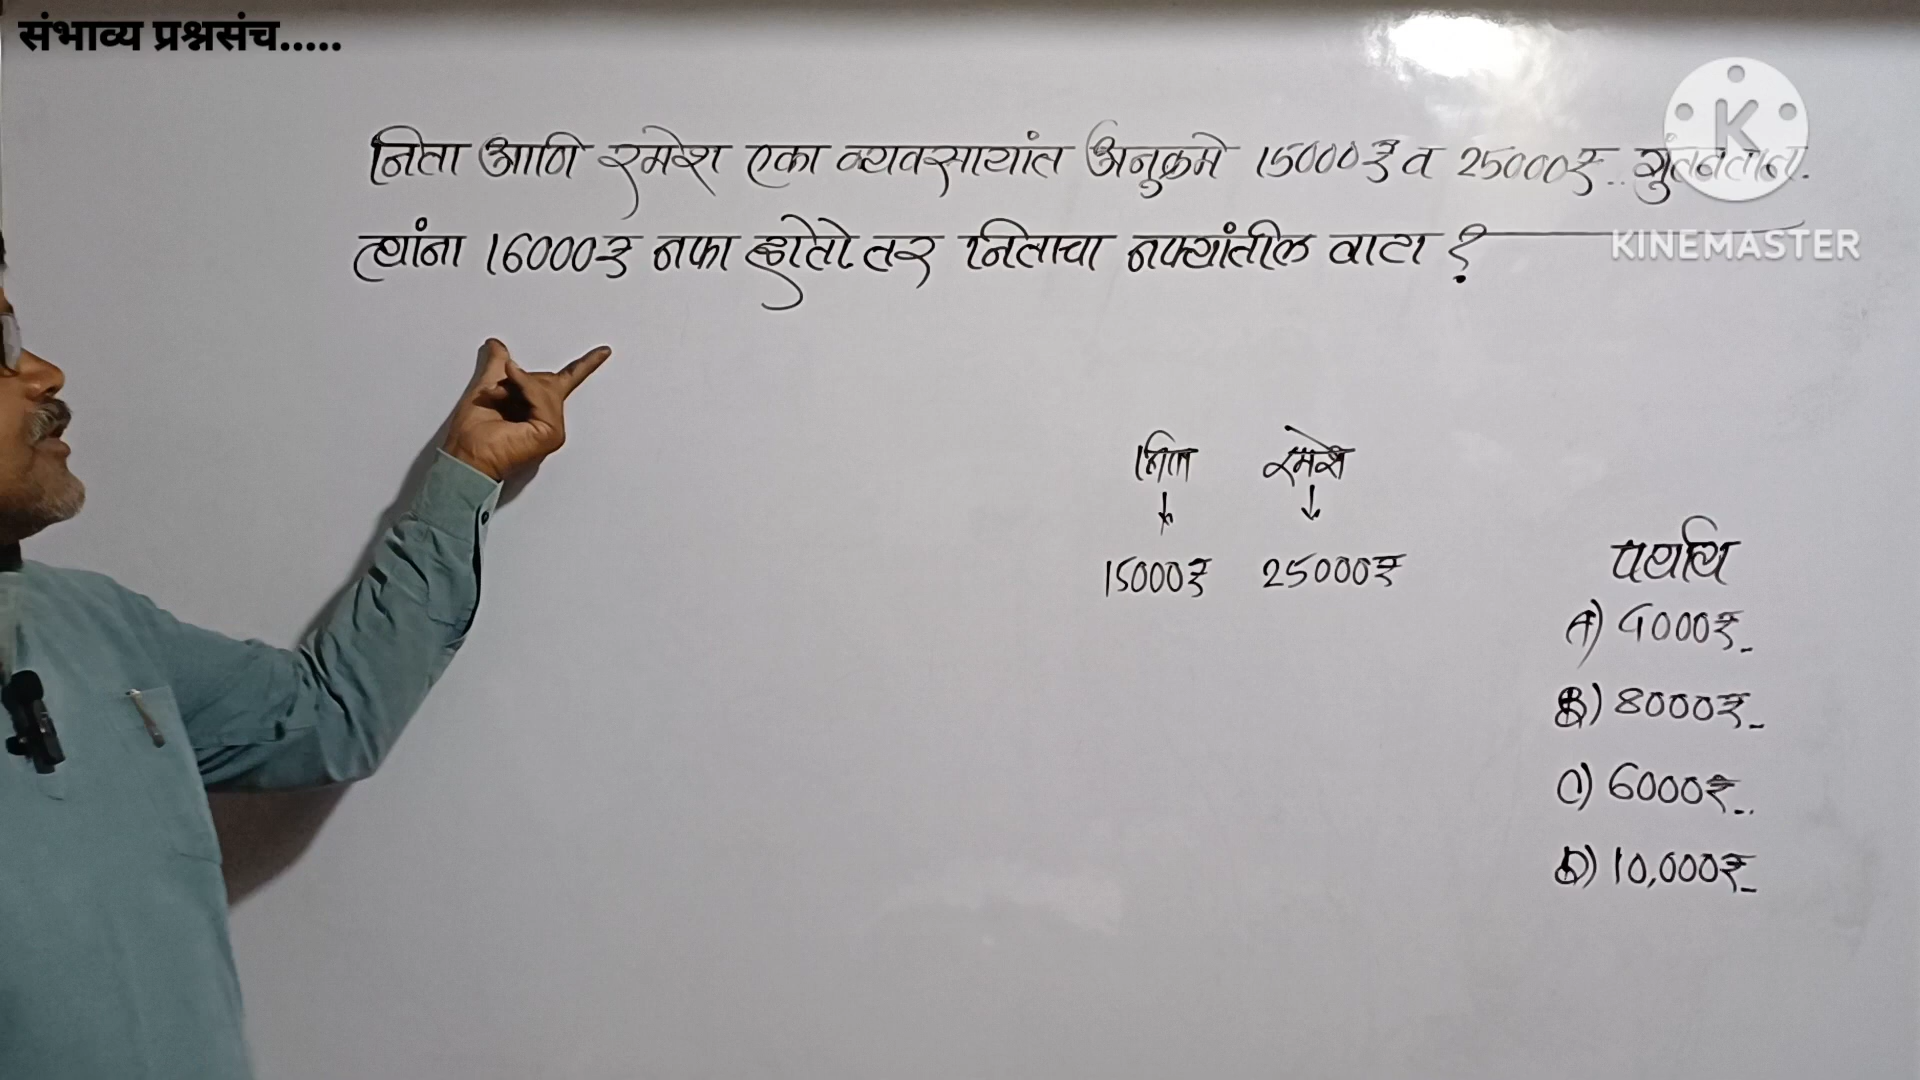 संभाव्य प्रश्नसंच.....
K
KINEMASTER
निता आणि रमेश एका व्यवसायांत अनुक्रमे 15000₹ व 25000₹.. गुंतवतात.
त्यांना 16000₹ नफा होतो. तर निताचा नफ्यांतील वाटा ?
निता रमेश
↓ ↓
15000₹ 25000₹
पर्याय
A) 4000₹
B) 8000₹
C) 6000₹..
D) 10,000₹